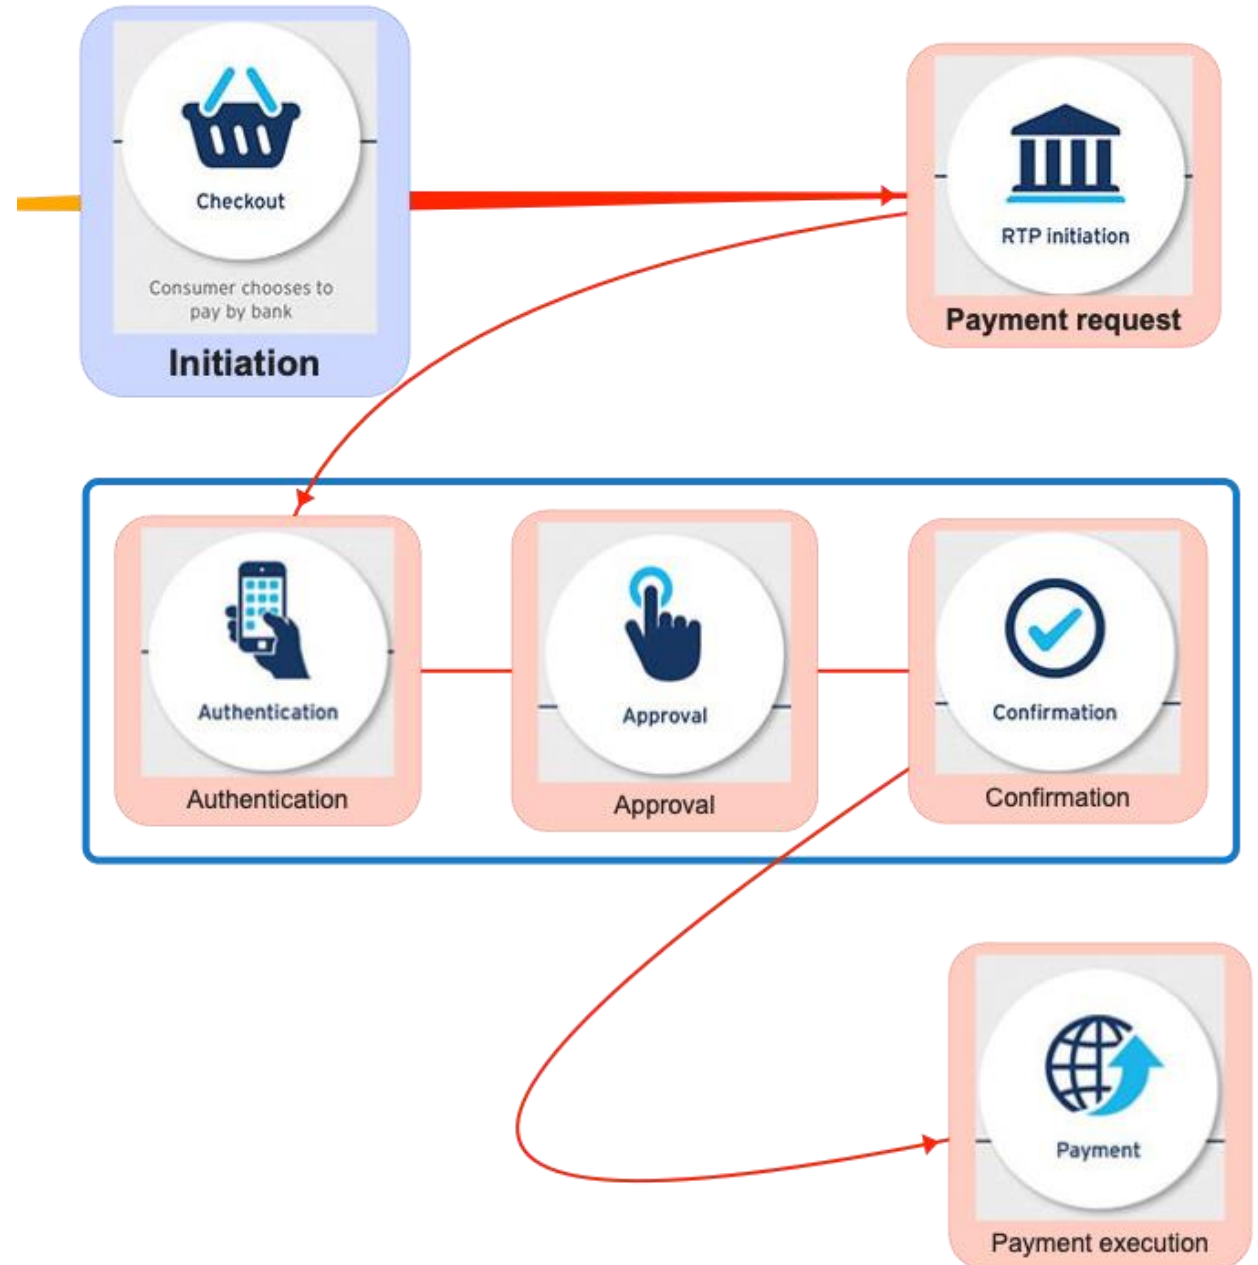 Checkout
Consumer chooses to
pay by bank
Initiation
RTP initiation
Payment request
Authentication
Authentication
Approval
Approval
Confirmation
Confirmation
Payment
Payment execution